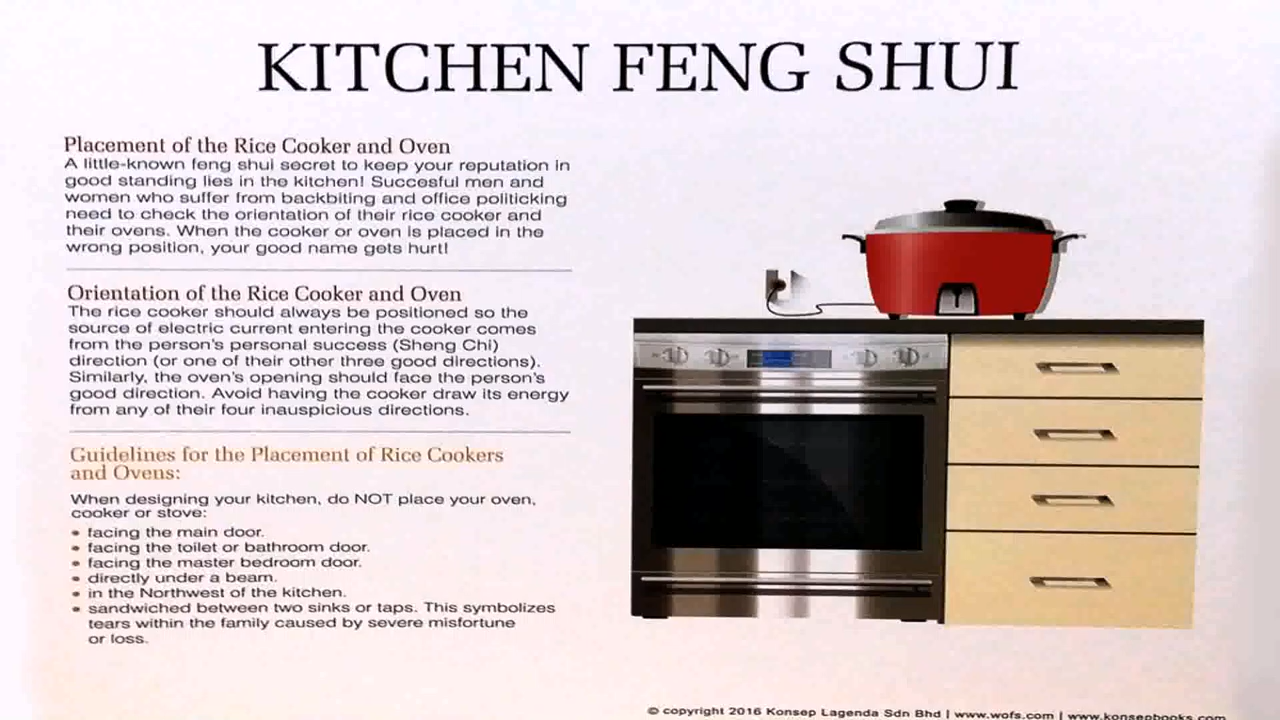 KITCHEN FENG SHUI
Placement of the Rice Cooker and Oven
A little-known feng shui secret to keep your reputation in
good standing lies in the kitchen! Succesful men and
women who suffer from backbiting and office politicking
need to check the orientation of their rice cooker and
their ovens. When the cooker or oven is placed in the
wrong position, your good name gets hurt!
Orientation of the Rice Cooker and Oven
The rice cooker should always be positioned so the
source of electric current entering the cooker comes
from the person's personal success (Sheng Chi)
direction (or one of their other three good directions).
Similarly, the oven's opening should face the person's
good direction. Avoid having the cooker draw its energy
from any of their four inauspicious directions.
Guidelines for the Placement of Rice Cookers
and Ovens:
When designing your kitchen, do NOT place your oven,
cooker or stove:
• facing the main door.
• facing the toilet or bathroom door.
• facing the master bedroom door.
• directly under a beam.
• in the Northwest of the kitchen.
• sandwiched between two sinks or taps. This symbolizes
tears within the family caused by severe misfortune
or loss.
© copyright 2016 Konsep Lagenda Sdn Bhd | www.wofs.com | www.konsepbooks.com